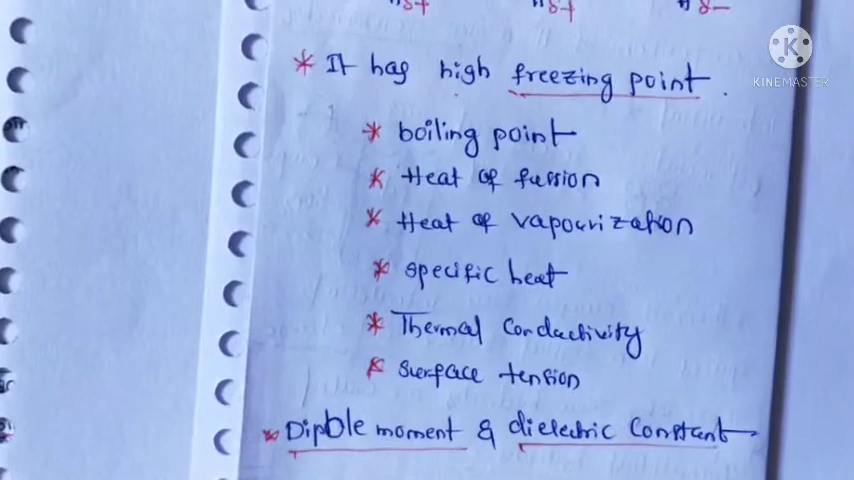 δ+ δ+ δ-
* It has high freezing point.
* boiling point
* Heat of fussion
* Heat of vapourization
* specific heat
* Thermal Conductivity
* surface tension
* Dipole moment & dielectric Constant
KINEMASTER